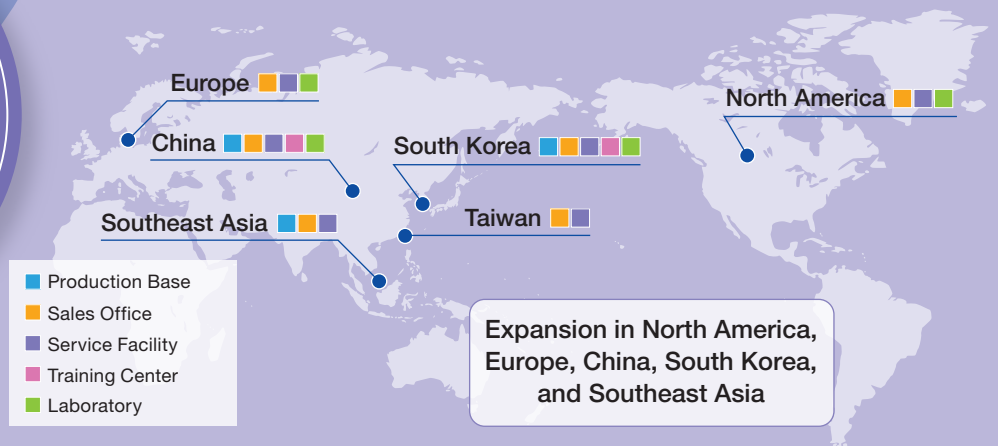 Europe
North America
China
South Korea
Southeast Asia
Taiwan
Production Base
Sales Office
Service Facility
Training Center
Laboratory
Expansion in North America,
Europe, China, South Korea,
and Southeast Asia